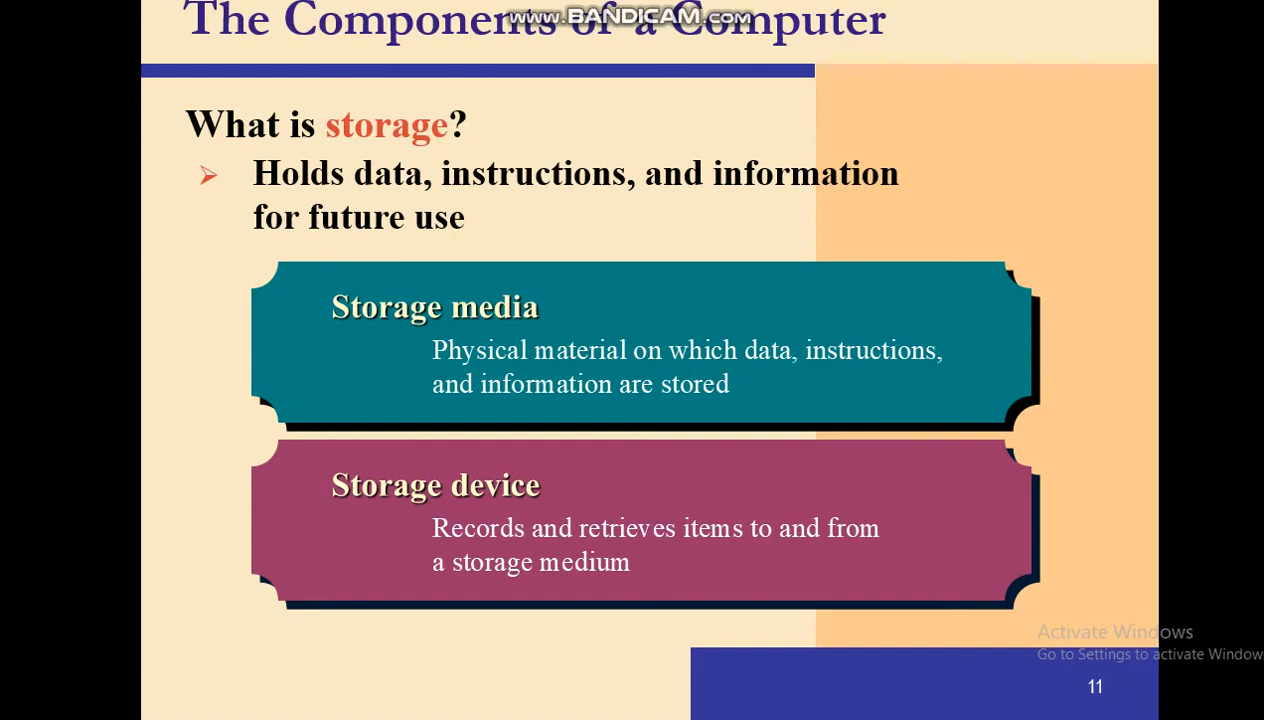 The Components of a Computer
www.BANDICAM.com
What is storage?
Holds data, instructions, and information
for future use
Storage media
Physical material on which data, instructions,
and information are stored
Storage device
Records and retrieves items to and from
a storage medium
Activate Windows
Go to Settings to activate Window
11